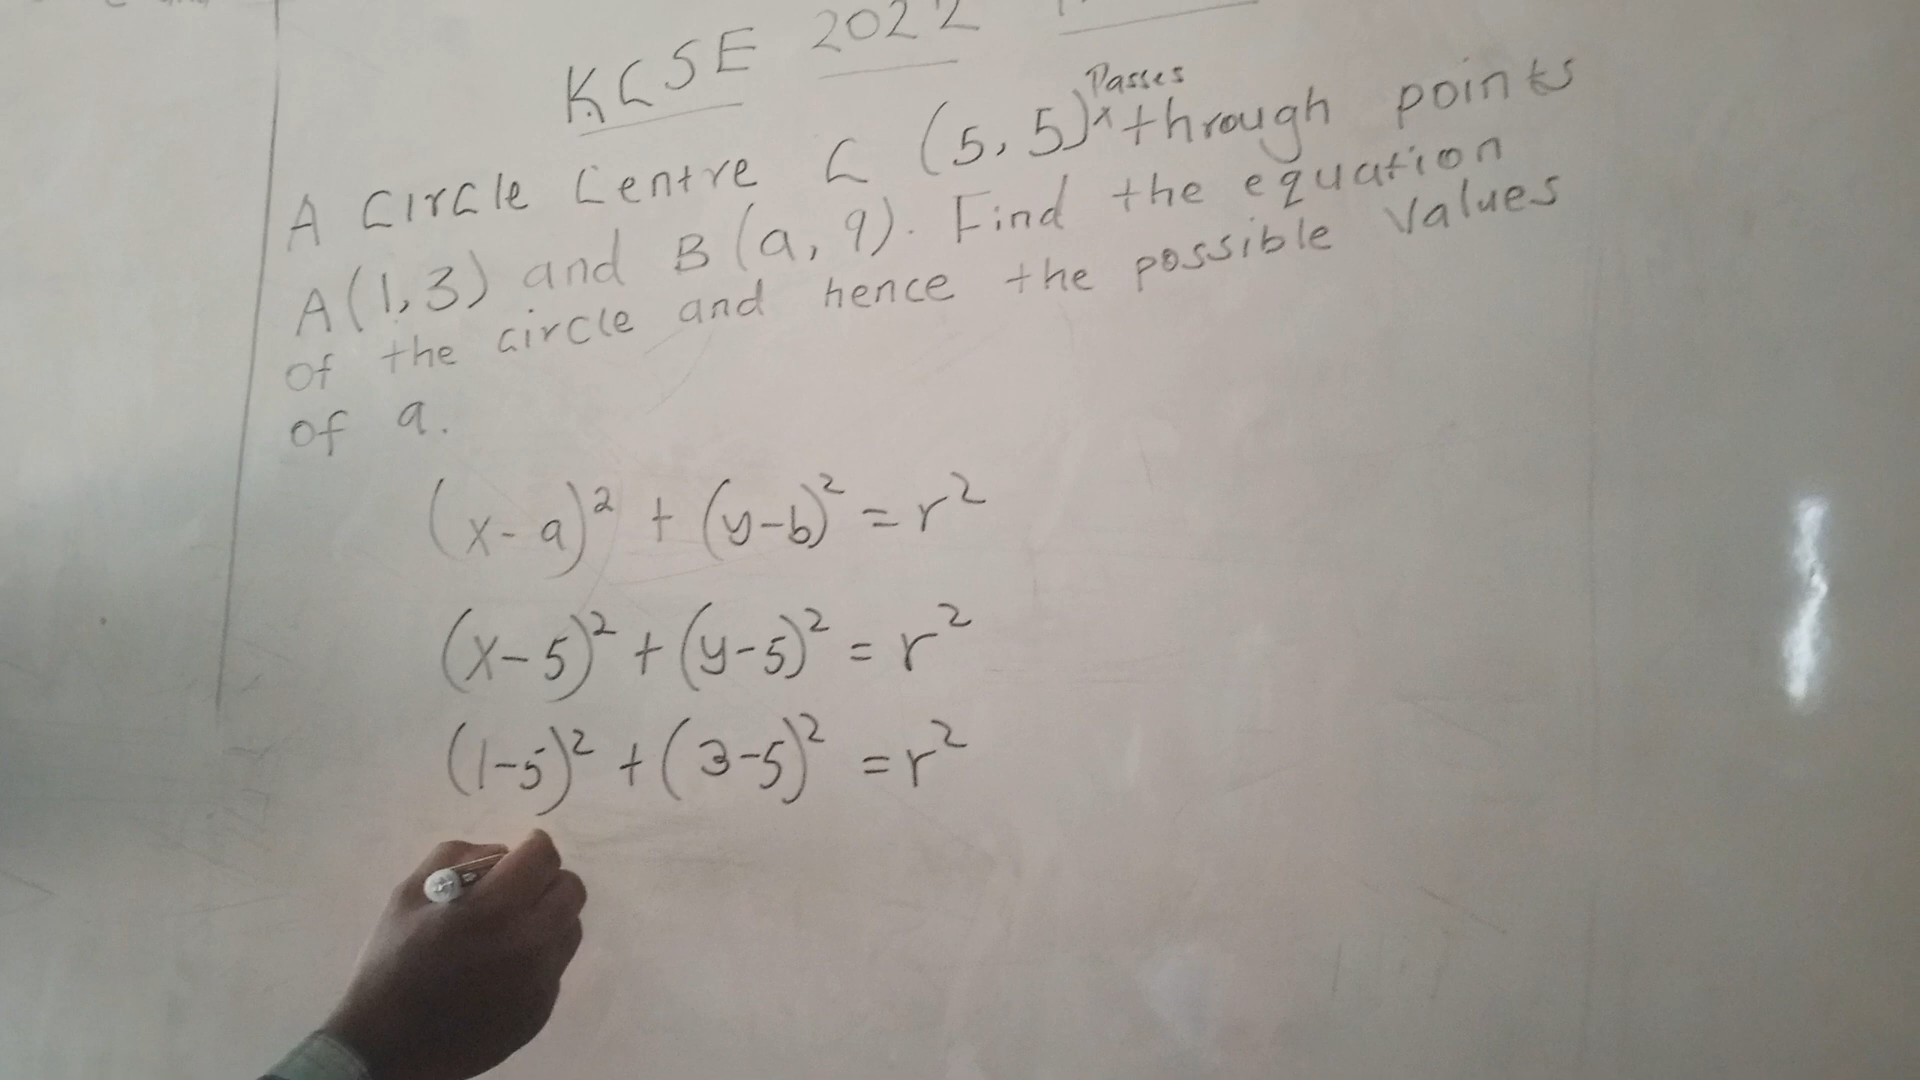 KCSE 2022
A circle centre C (5, 5) passes through points
A(1,3) and B(a, 9). Find the equation
of the circle and hence the possible values
of a.
(x-a)² + (y-b)² = r²
(x-5)² + (y-5)² = r²
(1-5)² + (3-5)² = r²